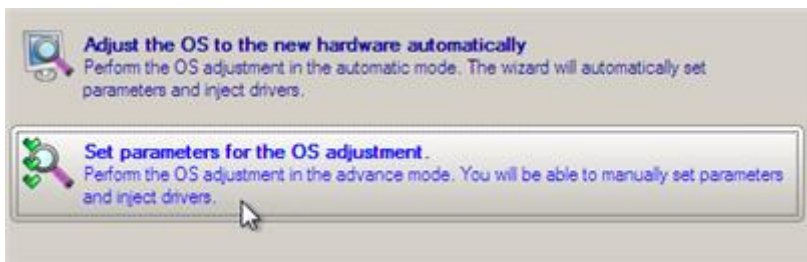 Adjust the OS to the new hardware automatically
Perform the OS adjustment in the automatic mode. The wizard will automatically set
parameters and inject drivers.
Set parameters for the OS adjustment.
Perform the OS adjustment in the advance mode. You will be able to manually set parameters
and inject drivers.